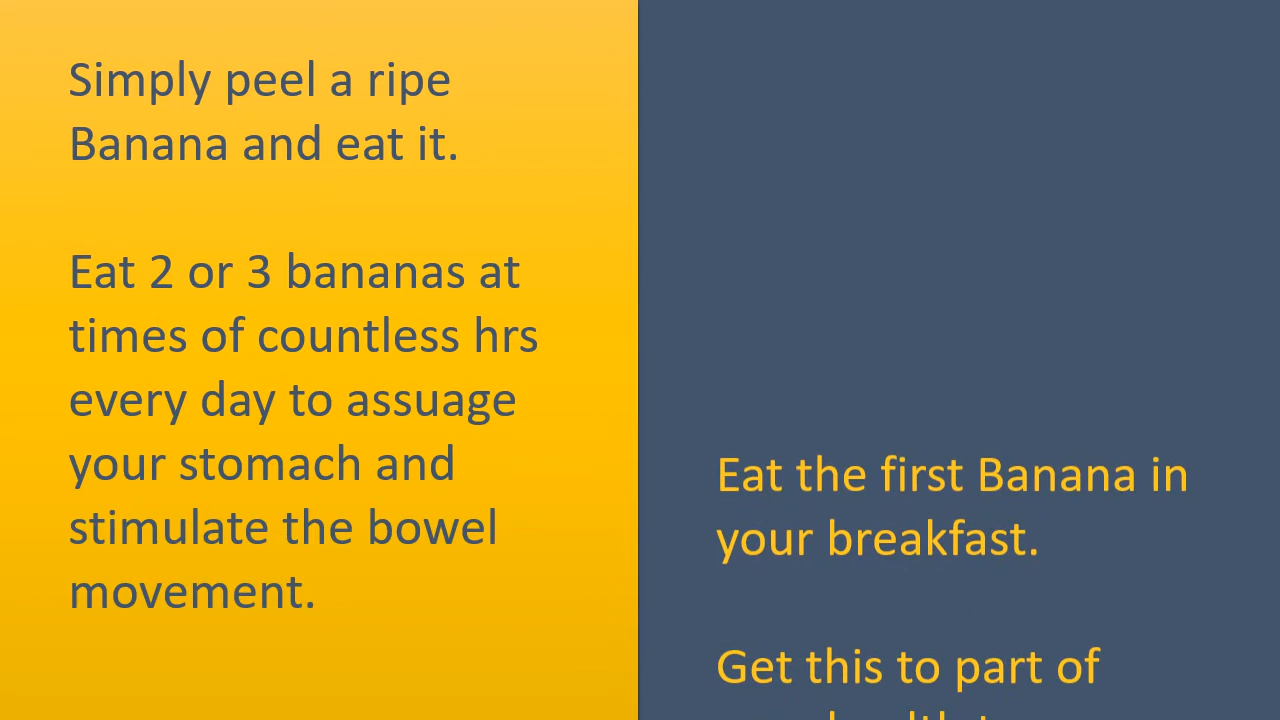 Simply peel a ripe
Banana and eat it.
Eat 2 or 3 bananas at
times of countless hrs
every day to assuage
your stomach and
stimulate the bowel
movement.
Eat the first Banana in
your breakfast.
Get this to part of